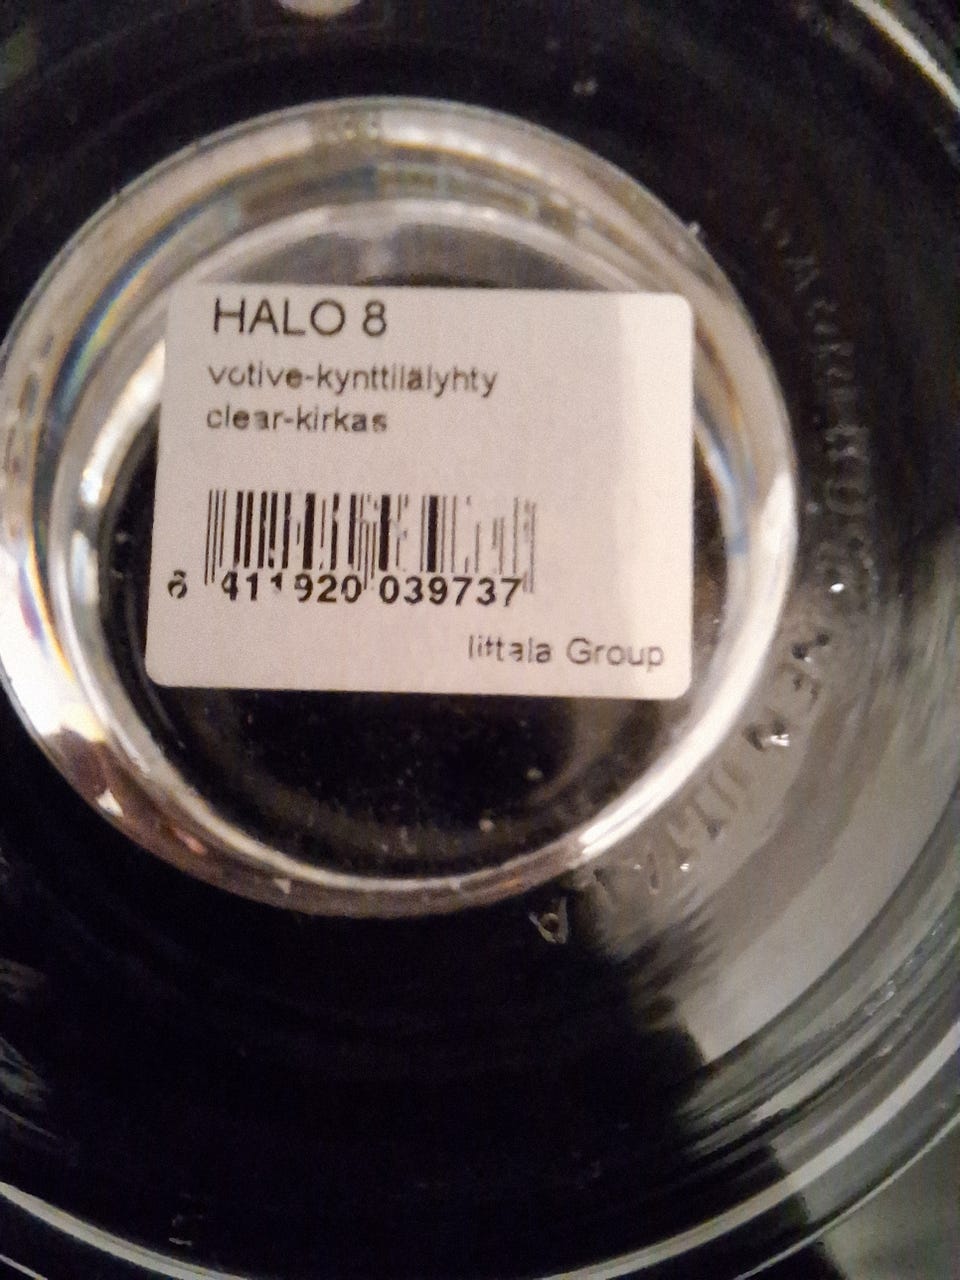 HALO 8
votive-kynttilälyhty
clear-kirkas
6 411920 039737
Iittala Group